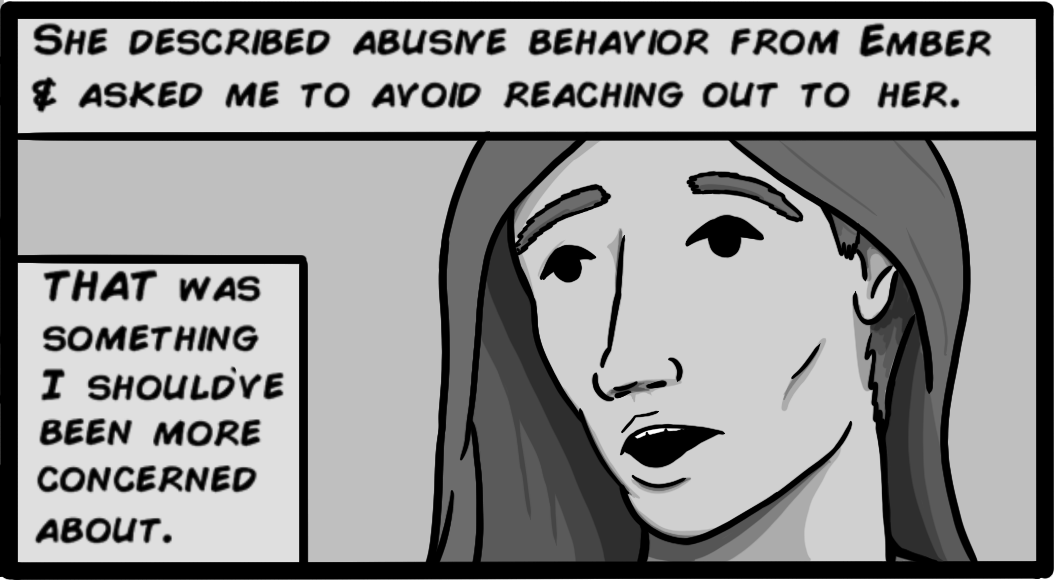 She described abusive behavior from Ember
& asked me to avoid reaching out to her.
THAT was
something
I should've
been more
concerned
about.